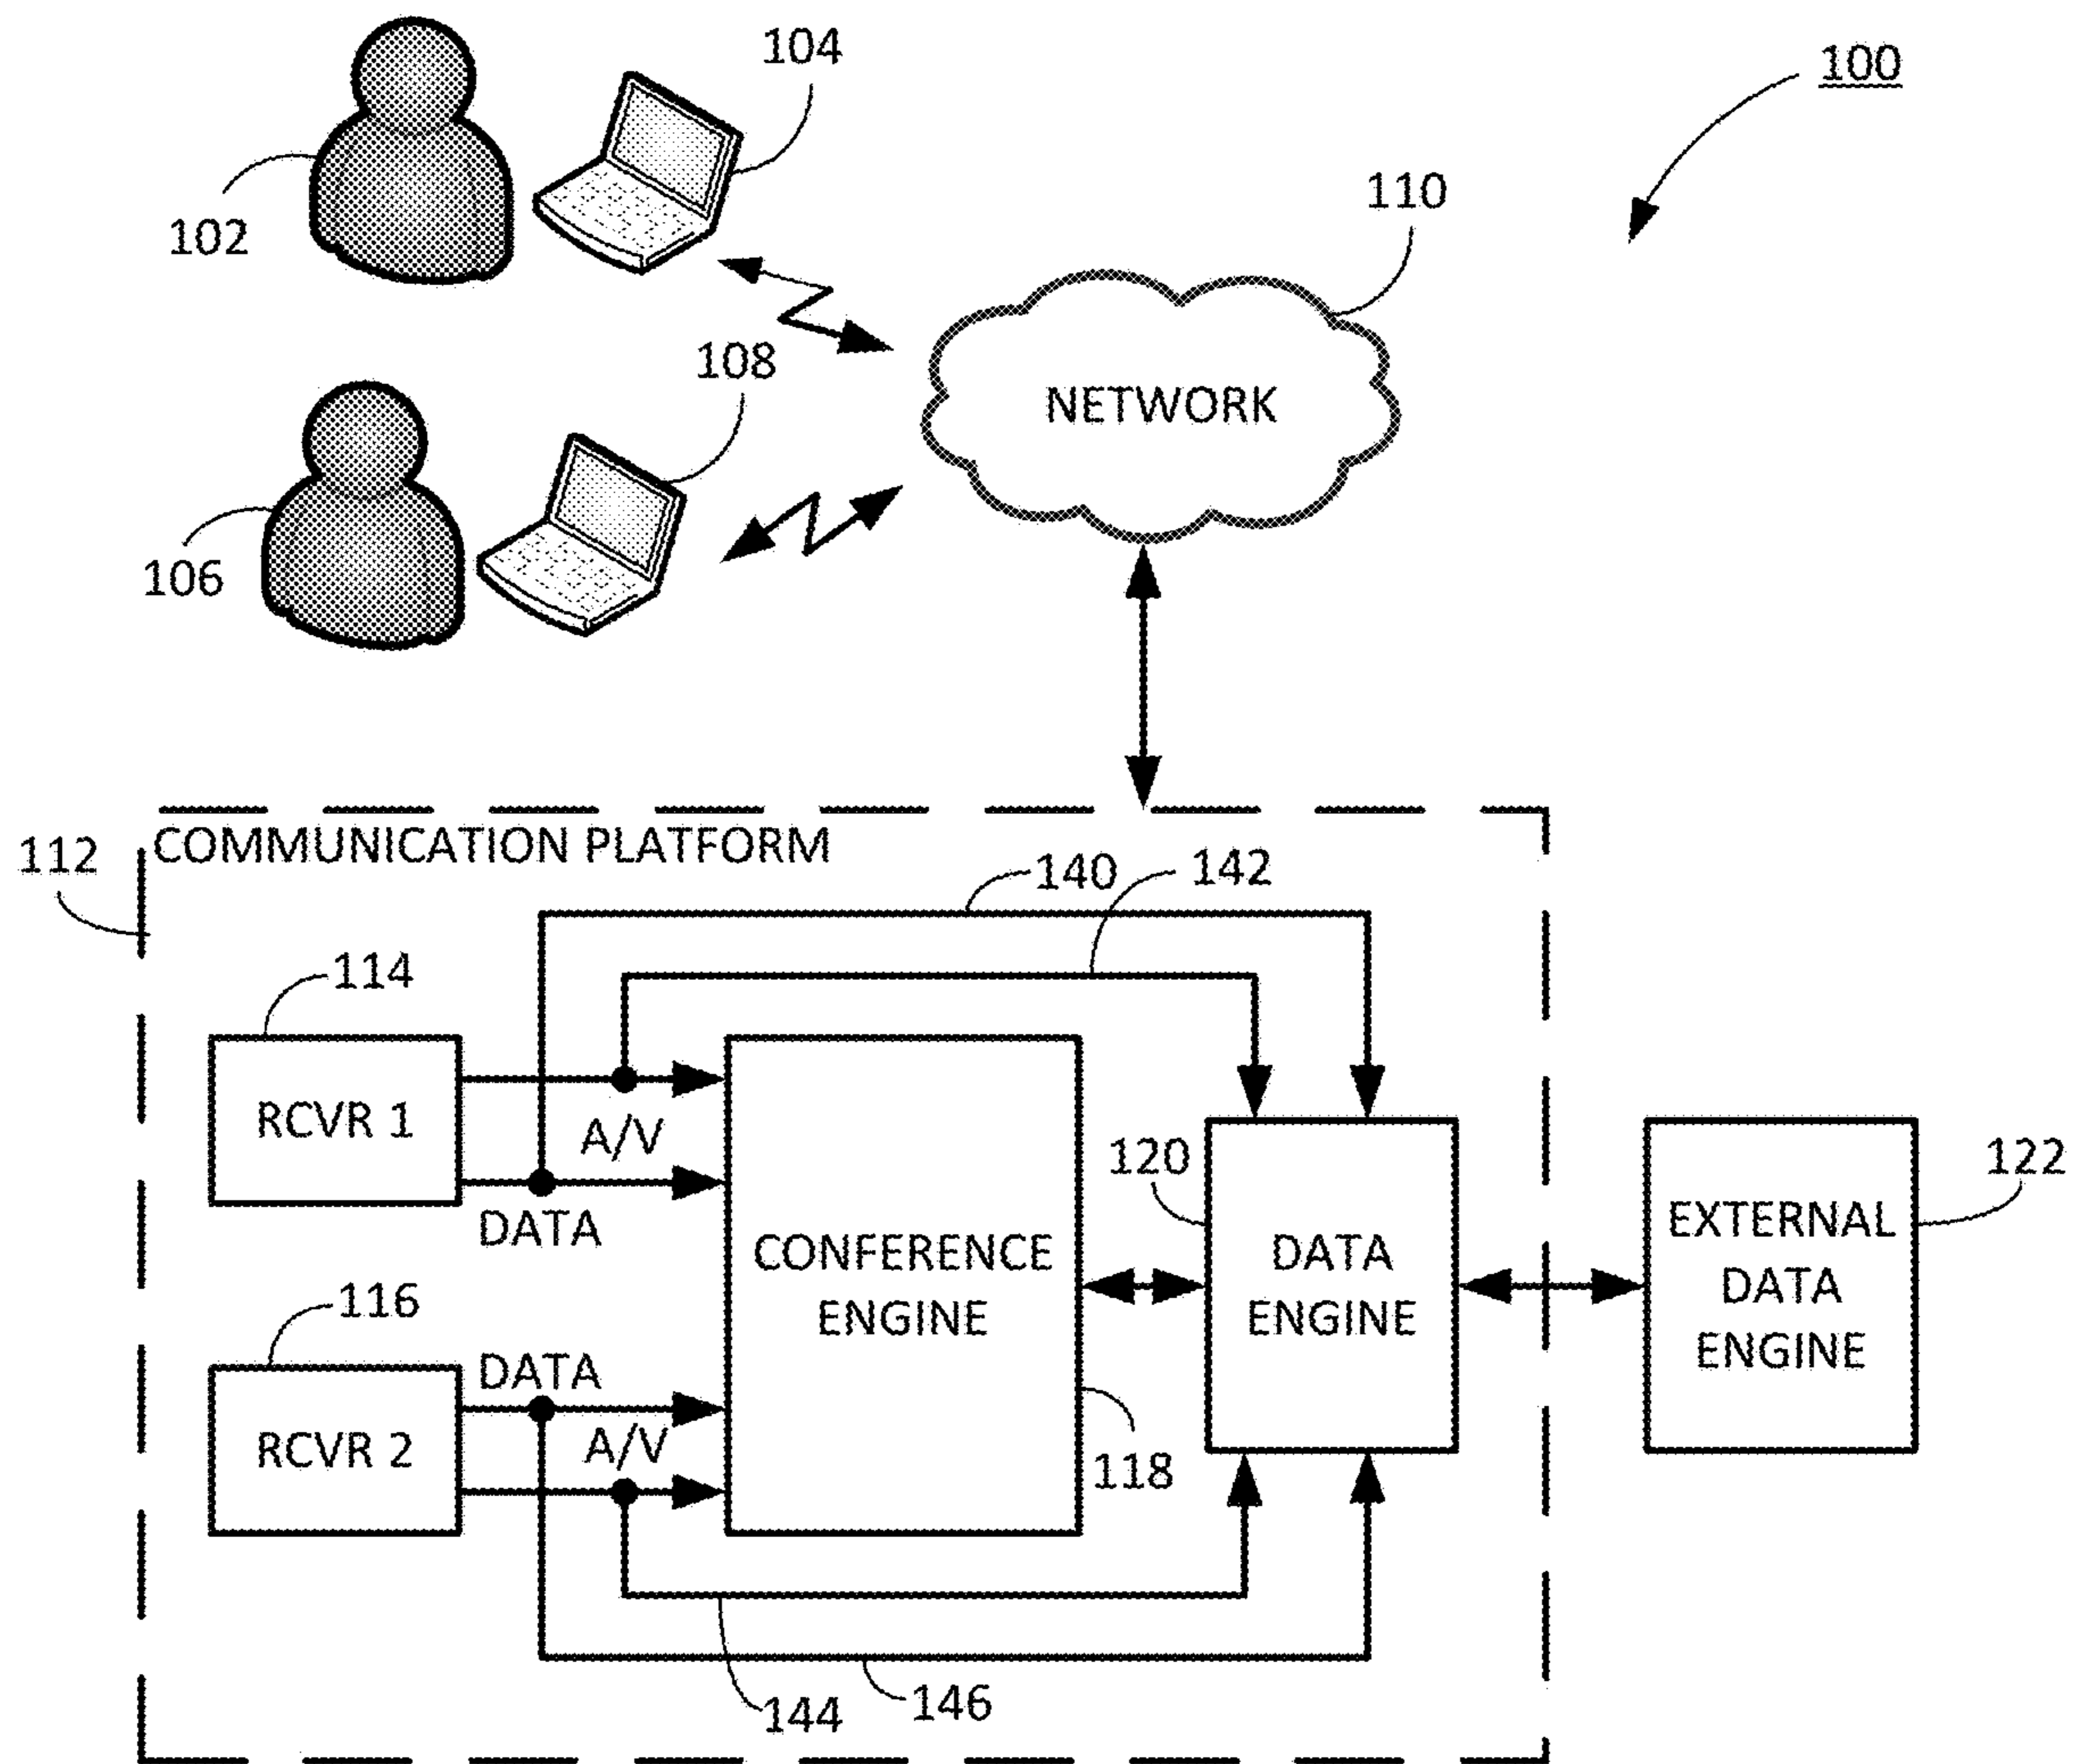 104
100
102
110
108
NETWORK
106
COMMUNICATION PLATFORM
112
140
142
114
RCVR 1
A/V
DATA
120
122
EXTERNAL
DATA
ENGINE
CONFERENCE
ENGINE
DATA
ENGINE
116
DATA
RCVR 2
A/V
118
144
146